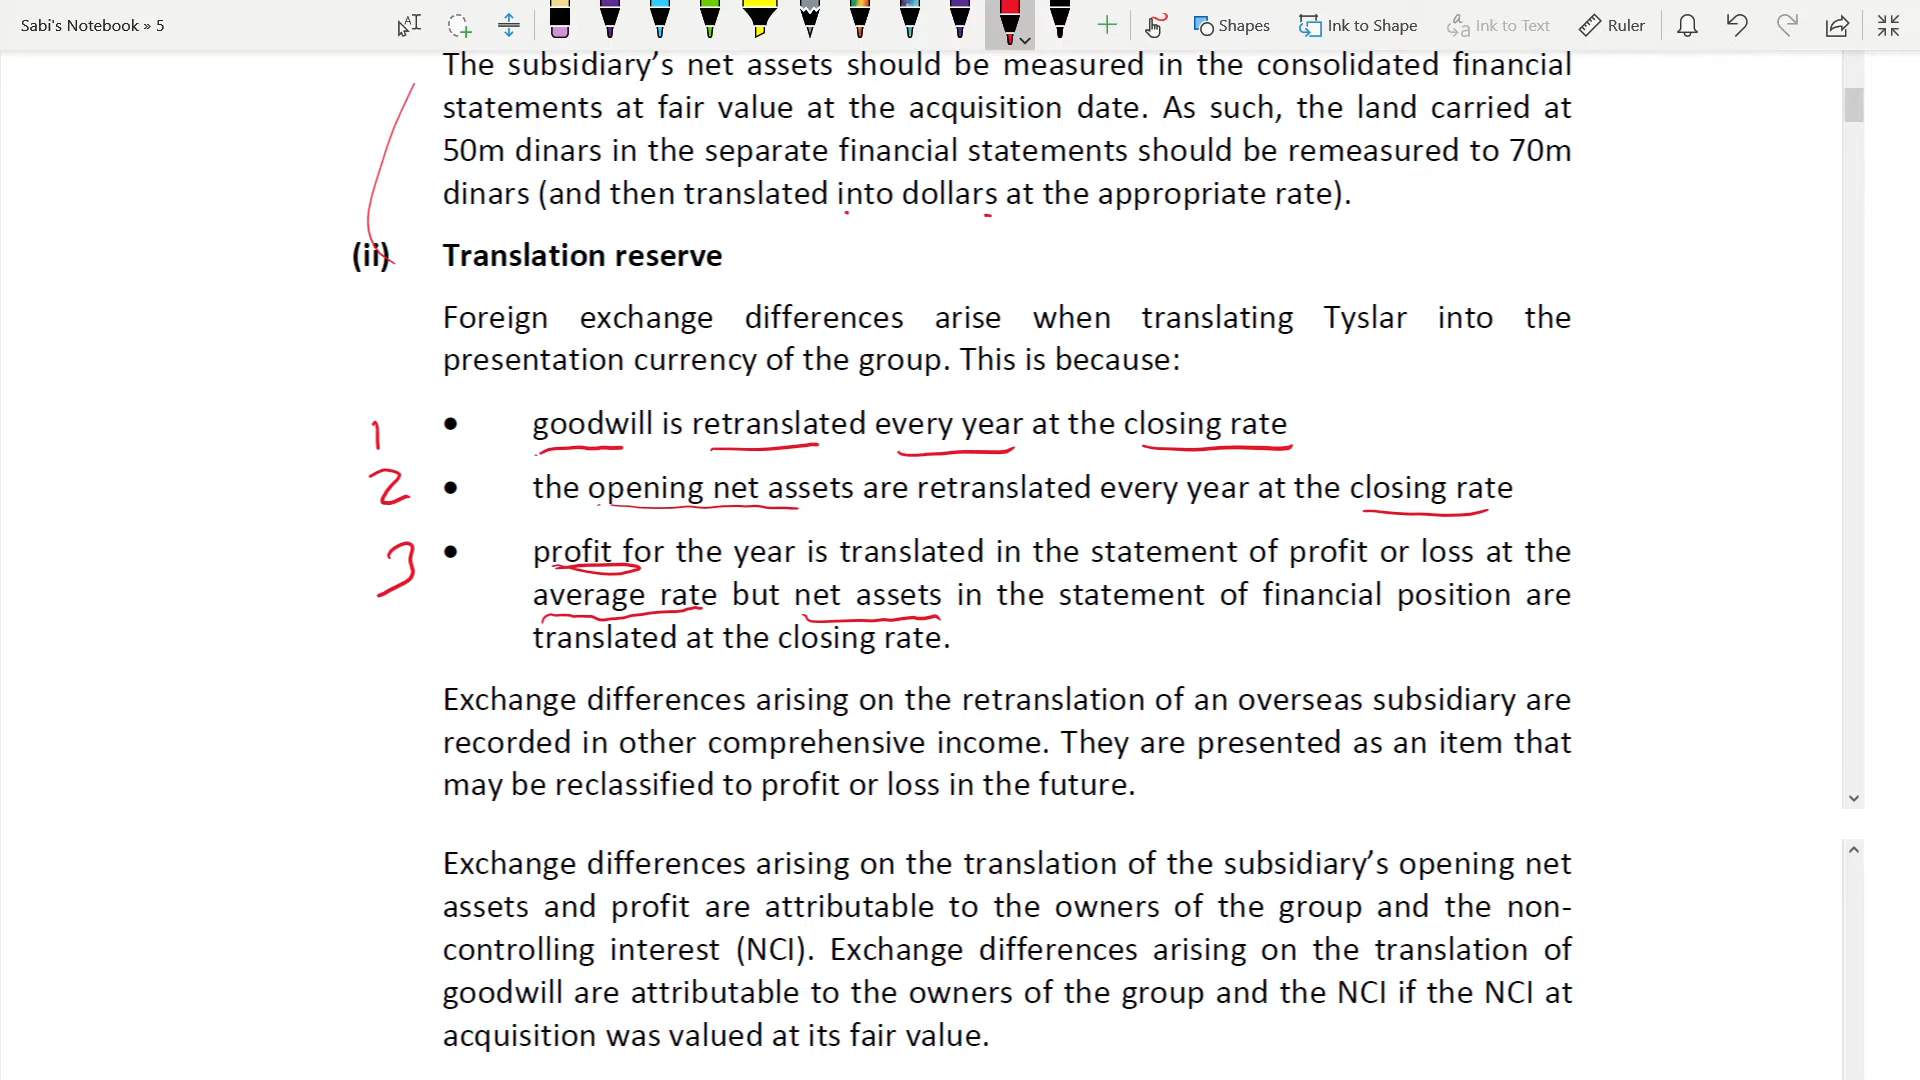 Sabi's Notebook » 5
Shapes
Ink to Shape
Ink to Text
Ruler
The subsidiary’s net assets should be measured in the consolidated financial
statements at fair value at the acquisition date. As such, the land carried at
50m dinars in the separate financial statements should be remeasured to 70m
dinars (and then translated into dollars at the appropriate rate).
(ii) Translation reserve
Foreign exchange differences arise when translating Tyslar into the
presentation currency of the group. This is because:
1 • goodwill is retranslated every year at the closing rate
2 • the opening net assets are retranslated every year at the closing rate
3 • profit for the year is translated in the statement of profit or loss at the
average rate but net assets in the statement of financial position are
translated at the closing rate.
Exchange differences arising on the retranslation of an overseas subsidiary are
recorded in other comprehensive income. They are presented as an item that
may be reclassified to profit or loss in the future.
Exchange differences arising on the translation of the subsidiary’s opening net
assets and profit are attributable to the owners of the group and the non-
controlling interest (NCI). Exchange differences arising on the translation of
goodwill are attributable to the owners of the group and the NCI if the NCI at
acquisition was valued at its fair value.